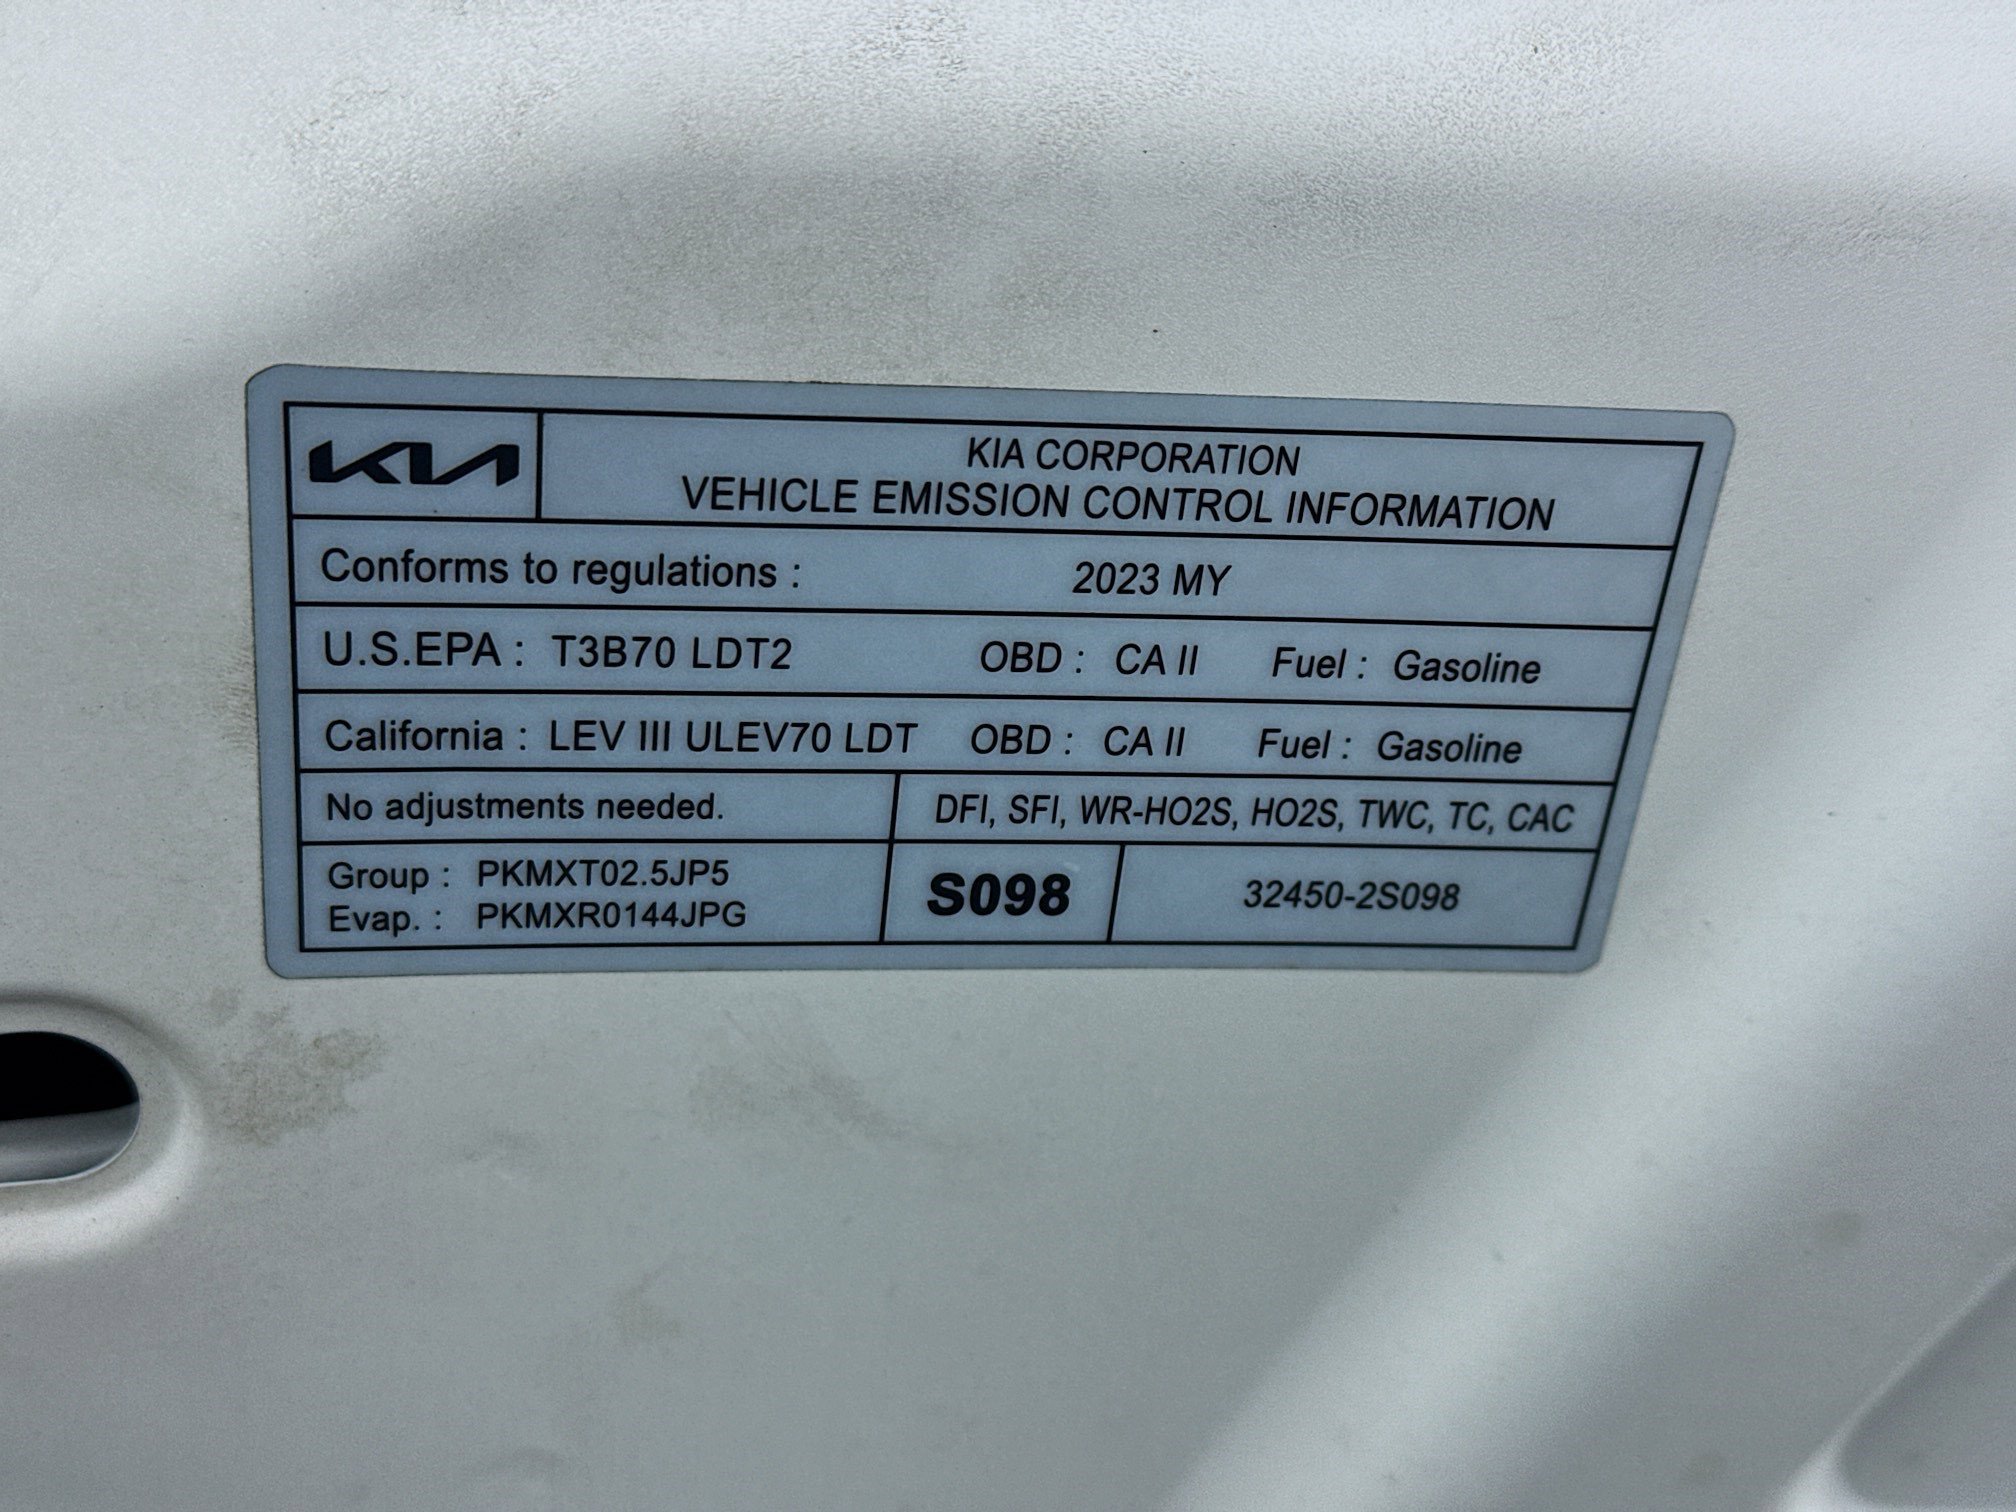 KIA
KIA CORPORATION
VEHICLE EMISSION CONTROL INFORMATION
Conforms to regulations : 2023 MY
U.S.EPA : T3B70 LDT2 OBD : CA II Fuel : Gasoline
California : LEV III ULEV70 LDT OBD : CA II Fuel : Gasoline
No adjustments needed. DFI, SFI, WR-HO2S, HO2S, TWC, TC, CAC
Group : PKMXT02.5JP5
Evap. : PKMXR0144JPG
S098
32450-2S098